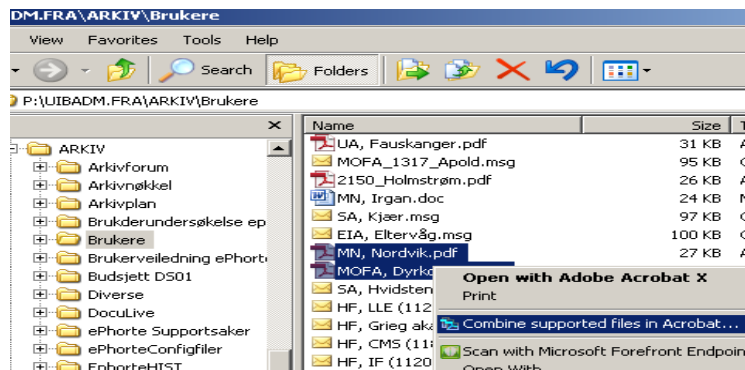 DM.FRA\ARKIV\Brukere
View Favorites Tools Help
Search Folders
P:\UIBADM.FRA\ARKIV\Brukere
Name Size
ARKIV
Arkivforum
Arkivnøkkel
Arkivplan
Brukderundersøkelse ep
Brukere
Brukerveiledning ePhort
Budsjett DS01
Diverse
DocuLive
ePhorte Supportsaker
ePhorteConfigfiler
EphorteHIST
UA, Fauskanger.pdf 31 KB
MOFA_1317_Apold.msg 95 KB
2150_Holmstrøm.pdf 26 KB
MN, Irgan.doc 24 KB
SA, Kjær.msg 97 KB
EIA, Eltervåg.msg 100 KB
MN, Nordvik.pdf 27 KB
MOFA, Dyrk
SA, Hvidsten
HF, LLE (112
HF, Grieg aka
HF, CMS (11
HF, IF (1120
Open with Adobe Acrobat X
Print
Combine supported files in Acrobat...
Scan with Microsoft Forefront Endpoin
Open With